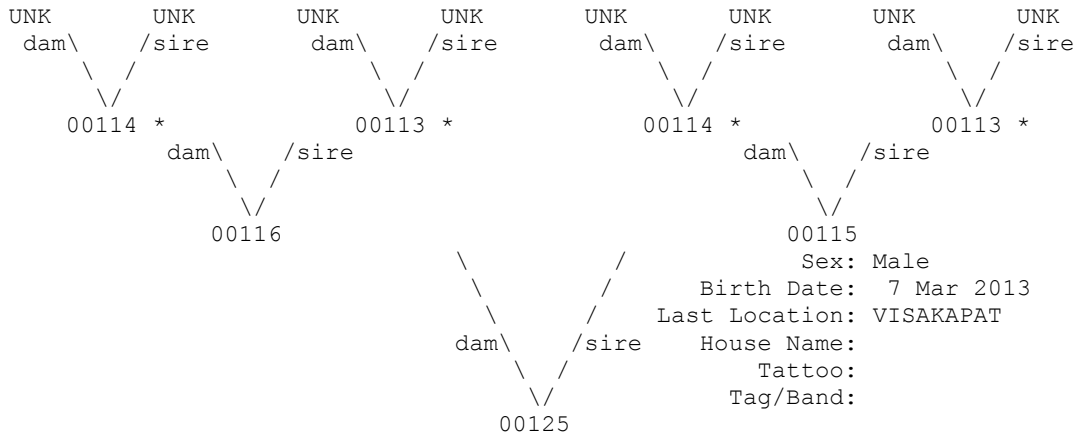 UNK UNK UNK UNK UNK UNK UNK UNK
dam\ /sire dam\ /sire dam\ /sire dam\ /sire
\ / \ / \ / \ /
\/ \/ \/ \/
00114 * 00113 * 00114 * 00113 *
dam\ /sire dam\ /sire
\ / \ /
\/ \/
00116 00115
\ / Sex: Male
\ / Birth Date: 7 Mar 2013
\ / Last Location: VISAKAPAT
dam\ /sire House Name:
\ / Tattoo:
\/ Tag/Band:
00125